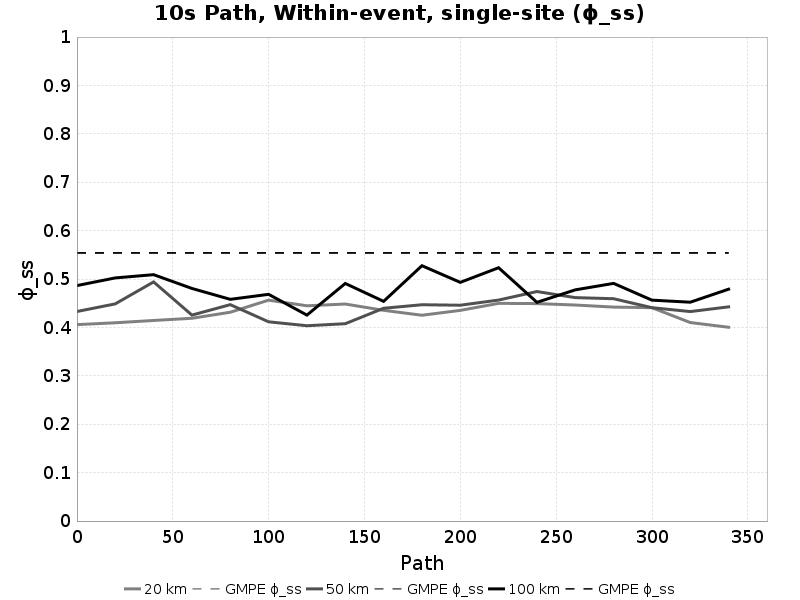 10s Path, Within-event, single-site (ϕ_ss)
1
0.9
0.8
0.7
0.6
0.5
0.4
0.3
0.2
0.1
0
ϕ_ss
0 50 100 150 200 250 300 350
Path
20 km GMPE ϕ_ss 50 km GMPE ϕ_ss 100 km GMPE ϕ_ss